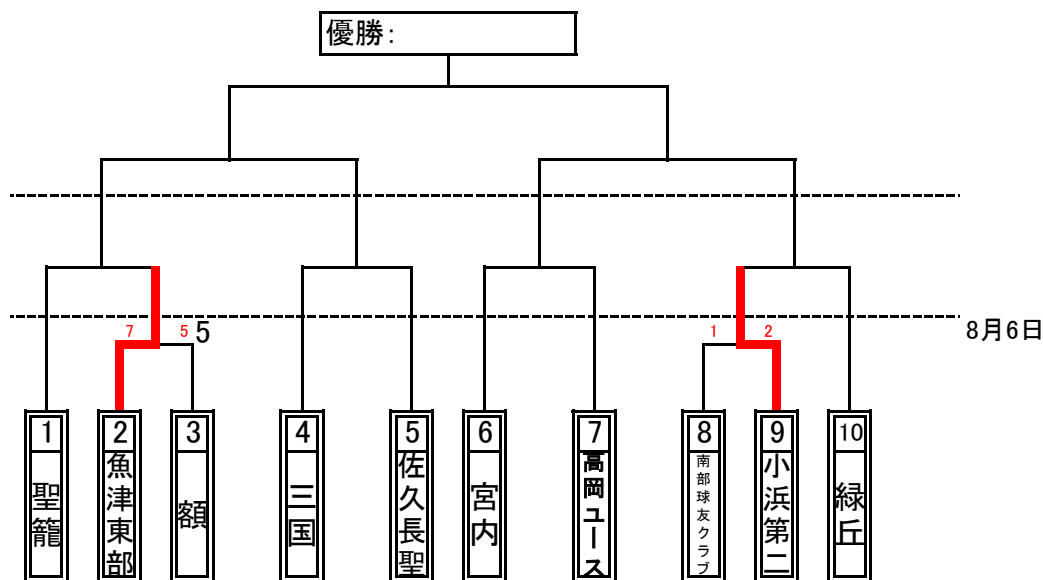 優勝:
7 5 5
1 2
8月6日
1 2 3 4 5 6 7 8 9 10
聖籠
魚津東部
額
三国
佐久長聖
宮内
高岡ユース
南部球友クラブ
小浜第二
緑丘